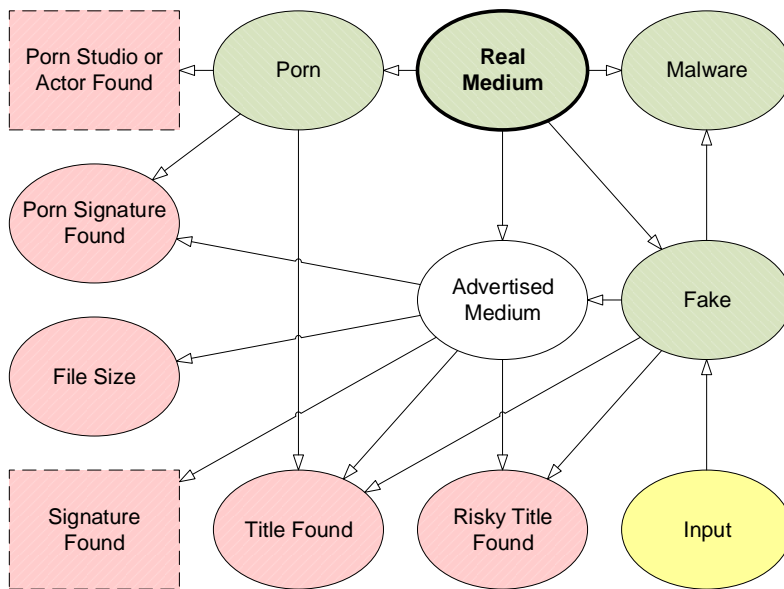 Porn Studio or
Actor Found
Porn
Real
Medium
Malware
Porn Signature
Found
Advertised
Medium
Fake
File Size
Signature
Found
Title Found
Risky Title
Found
Input